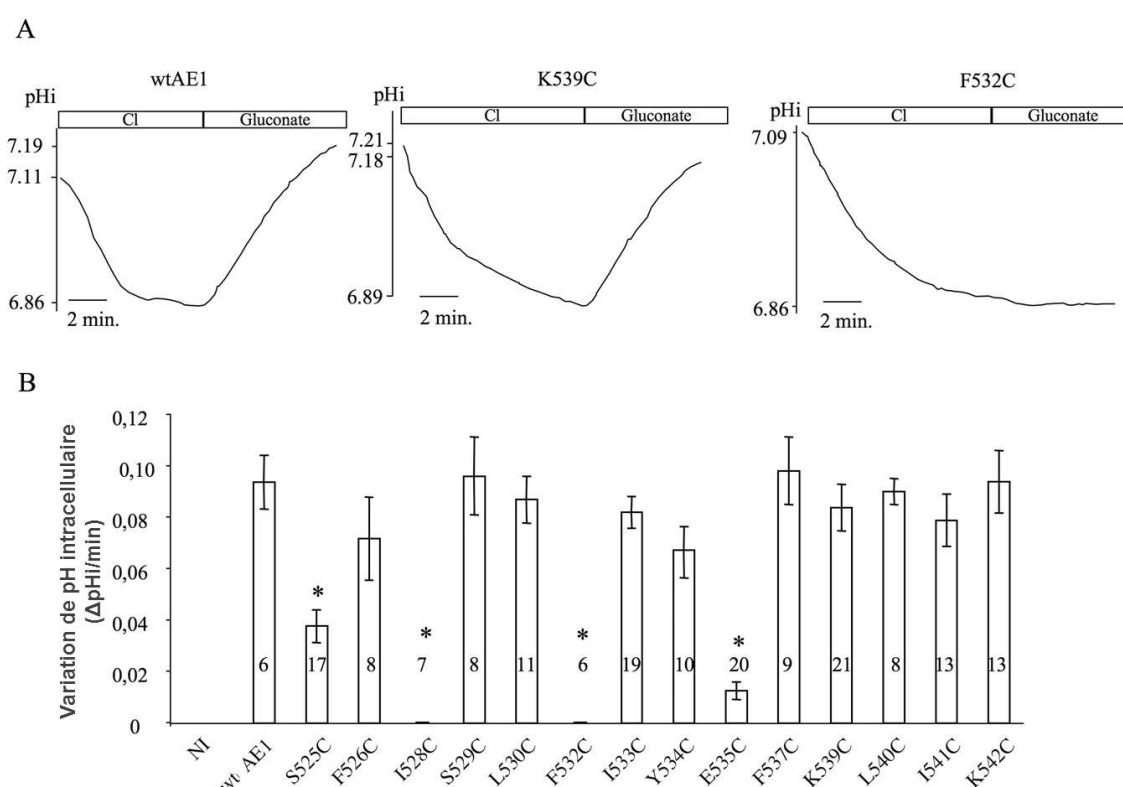 A
wtAE1
K539C
F532C
pHi
Cl
Gluconate
7.19
7.11
6.86
2 min.
pHi
Cl
Gluconate
7.21
7.18
6.89
2 min.
pHi
Cl
Gluconate
7.09
6.86
2 min.
B
Variation de pH intracellulaire
(ΔpHi/min)
0,12
0,10
0,08
0,06
0,04
0,02
0
* * * *
6 17 8 7 8 11 6 19 10 20 9 21 8 13 13
NI wt AE1 S525C F526C I528C S529C L530C F532C I533C Y534C E535C F537C K539C L540C I541C K542C